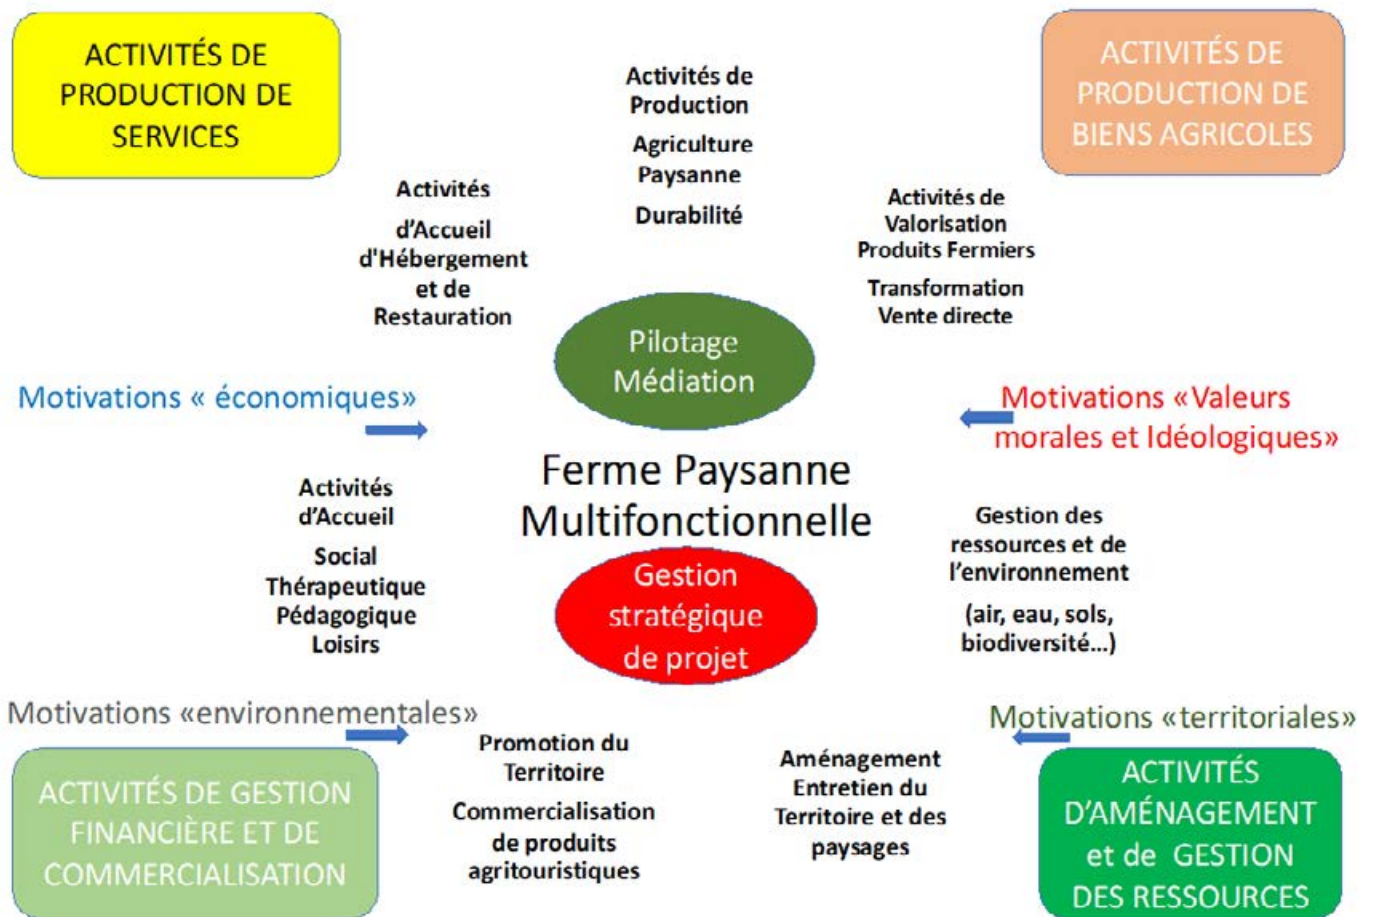 ACTIVITÉS DE
PRODUCTION DE
SERVICES
ACTIVITÉS DE
PRODUCTION DE
BIENS AGRICOLES
Activités de
Production
Agriculture
Paysanne
Durabilité
Activités
d’Accueil
d'Hébergement
et de
Restauration
Activités de
Valorisation
Produits Fermiers
Transformation
Vente directe
Pilotage
Médiation
Motivations « économiques»
Motivations «Valeurs
morales et Idéologiques»
Ferme Paysanne
Multifonctionnelle
Activités
d’Accueil
Social
Thérapeutique
Pédagogique
Loisirs
Gestion des
ressources et de
l’environnement
(air, eau, sols,
biodiversité...)
Gestion
stratégique
de projet
Motivations «environnementales»
Motivations «territoriales»
Promotion du
Territoire
Commercialisation
de produits
agritouristiques
Aménagement
Entretien du
Territoire et des
paysages
ACTIVITÉS DE GESTION
FINANCIÈRE ET DE
COMMERCIALISATION
ACTIVITÉS
D’AMÉNAGEMENT
et de GESTION
DES RESSOURCES